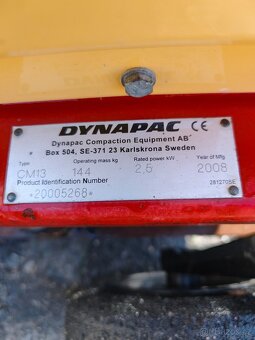 DYNAPAC CE
Dynapac Compaction Equipment AB
Box 504, SE-371 23 Karlskrona Sweden
Type Operating mass kg Rated power kW Year of Mfg
CM13 144 2,5 2008
Product Identification Number 281270SE
*20005268*